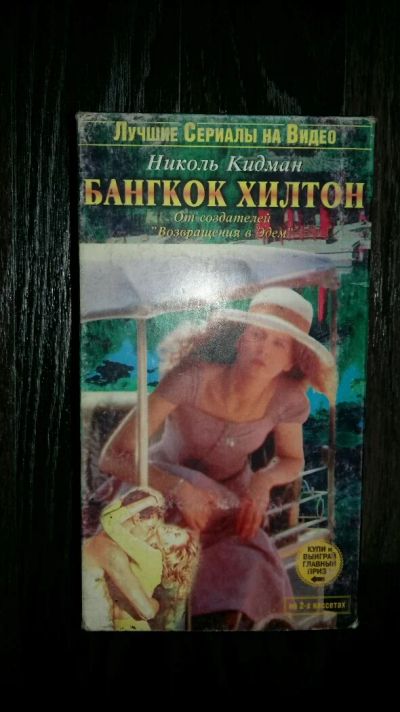 Лучшие Сериалы на Видео
Николь Кидман
БАНГКОК ХИЛТОН
От создателей
"Возвращения в Эдем"
КУПИ и
ВЫИГРАЙ
ГЛАВНЫЙ
ПРИЗ
на 2-х кассетах